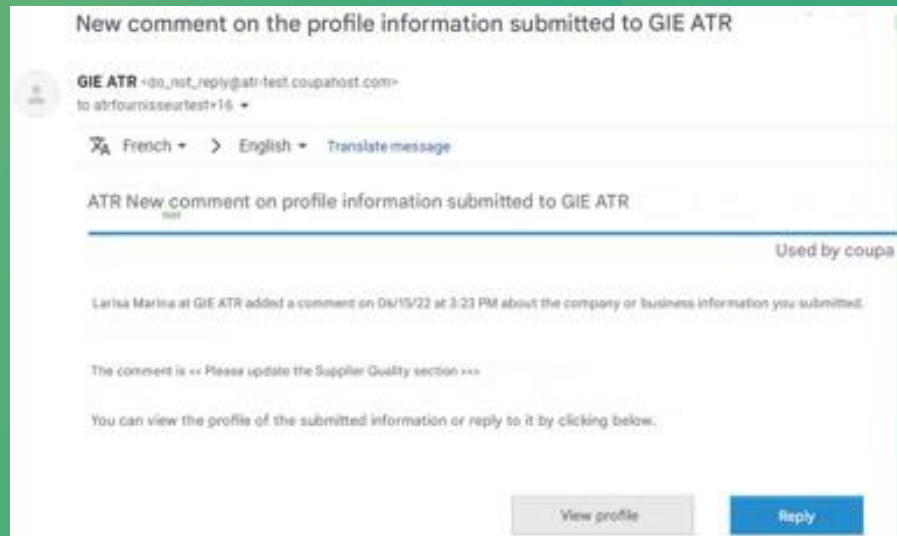 New comment on the profile information submitted to GIE ATR
GIE ATR <do_not_reply@atr-test.coupahost.com>
to atrfournisseurtest+16
French > English Translate message
ATR New comment on profile information submitted to GIE ATR
Used by coupa
Larisa Marina at GIE ATR added a comment on 04/15/22 at 3:23 PM about the company or business information you submitted.
The comment is << Please update the Supplier Quality section >>>
You can view the profile of the submitted information or reply to it by clicking below.
View profile Reply